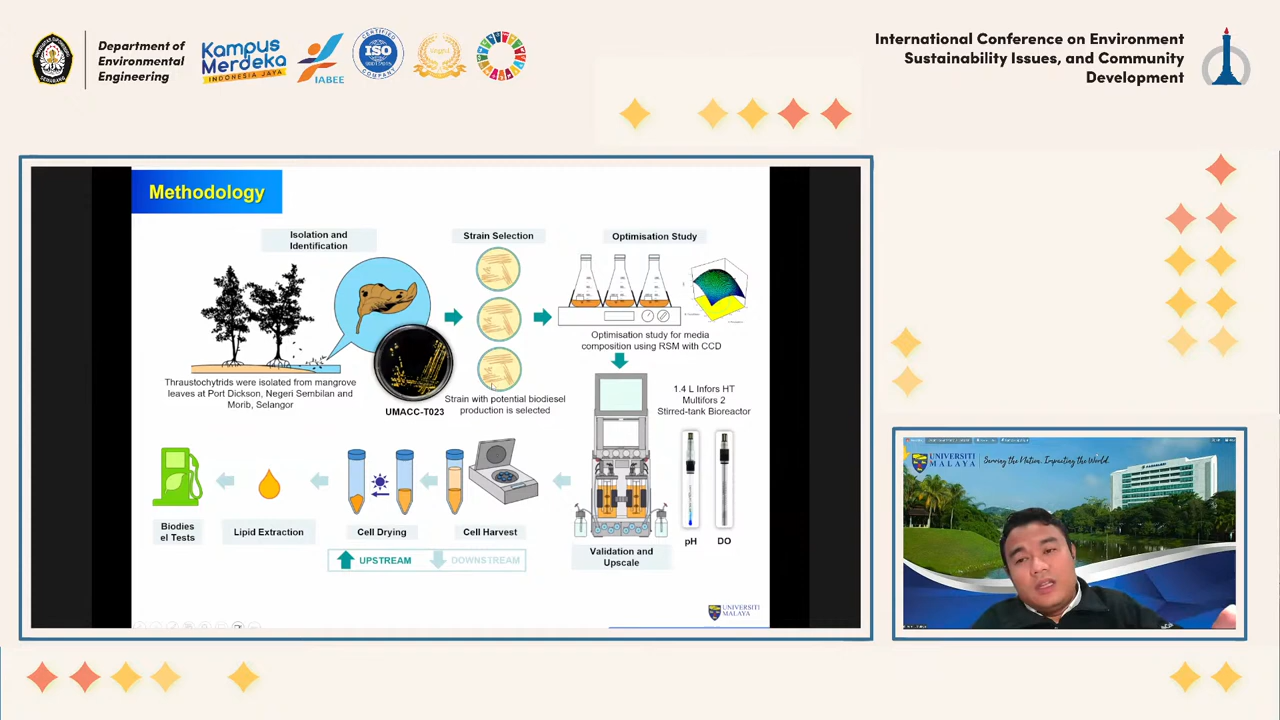 Department of
Environmental
Engineering
Kampus
Merdeka
INDONESIA JAYA
IABEE
CERTIFIED
ISO
9001:2015
COMPANY
International Conference on Environment
Sustainability Issues, and Community
Development
Methodology
Isolation and
Identification
Strain Selection
Optimisation Study
Optimisation study for media
composition using RSM with CCD
Thraustochytrids were isolated from mangrove
leaves at Port Dickson, Negeri Sembilan and
Morib, Selangor
UMACC-T023
Strain with potential biodiesel
production is selected
1.4 L Infors HT
Multifors 2
Stirred-tank Bioreactor
pH
DO
Biodies
el Tests
Lipid Extraction
Cell Drying
Cell Harvest
Validation and
Upscale
UPSTREAM
DOWNSTREAM
UNIVERSITI
MALAYA
UNIVERSITI
MALAYA
Serving the Nation, Impacting the World.